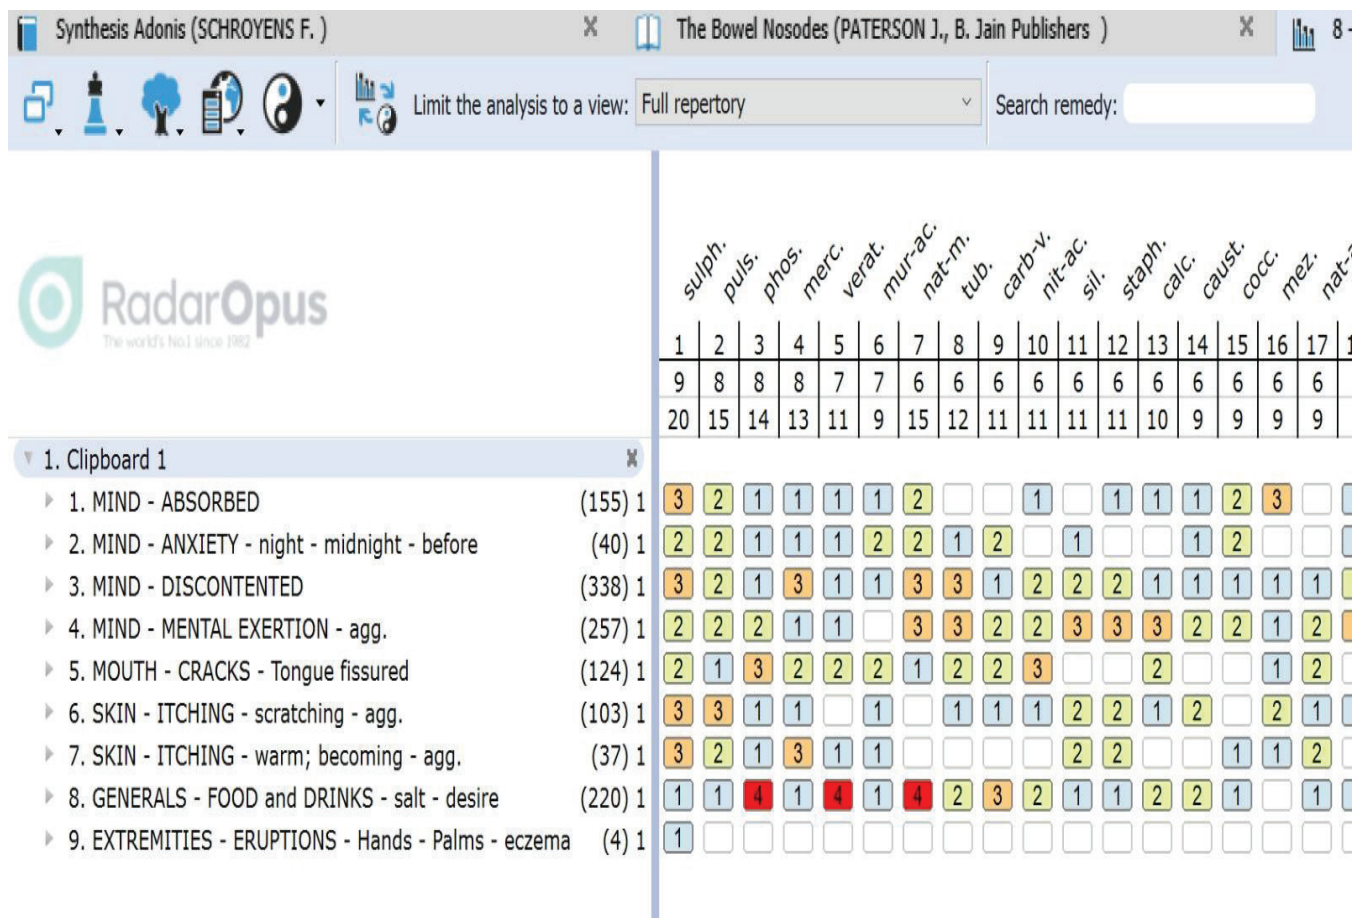 Synthesis Adonis (SCHROYENS F. )
The Bowel Nosodes (PATERSON J., B. Jain Publishers )
8 -
Limit the analysis to a view: Full repertory
Search remedy:
RadarOpus
The world's No.1 since 1982
sulph. puls. phos. merc. verat. mur-ac. nat-m. tub. carb-v. nit-ac. sil. staph. calc. caust. cocc. mez.
1 2 3 4 5 6 7 8 9 10 11 12 13 14 15 16 17
9 8 8 8 7 7 6 6 6 6 6 6 6 6 6 6 6
20 15 14 13 11 9 15 12 11 11 11 11 10 9 9 9 9
1. Clipboard 1
1. MIND - ABSORBED (155) 1 3 2 1 1 1 1 2 1 1 1 1 2 3
2. MIND - ANXIETY - night - midnight - before (40) 1 2 2 1 1 1 2 2 1 2 1 1 2
3. MIND - DISCONTENTED (338) 1 3 2 1 3 1 1 3 3 1 2 2 2 1 1 1 1 1
4. MIND - MENTAL EXERTION - agg. (257) 1 2 2 2 1 1 3 3 2 2 3 3 3 2 2 1 2
5. MOUTH - CRACKS - Tongue fissured (124) 1 2 1 3 2 2 2 1 2 2 3 2 1 2
6. SKIN - ITCHING - scratching - agg. (103) 1 3 3 1 1 1 1 1 1 2 2 1 2 2 1
7. SKIN - ITCHING - warm; becoming - agg. (37) 1 3 2 1 3 1 1 2 2 1 1 2
8. GENERALS - FOOD and DRINKS - salt - desire (220) 1 1 1 4 1 4 1 4 2 3 2 1 1 2 2 1 1
9. EXTREMITIES - ERUPTIONS - Hands - Palms - eczema (4) 1 1